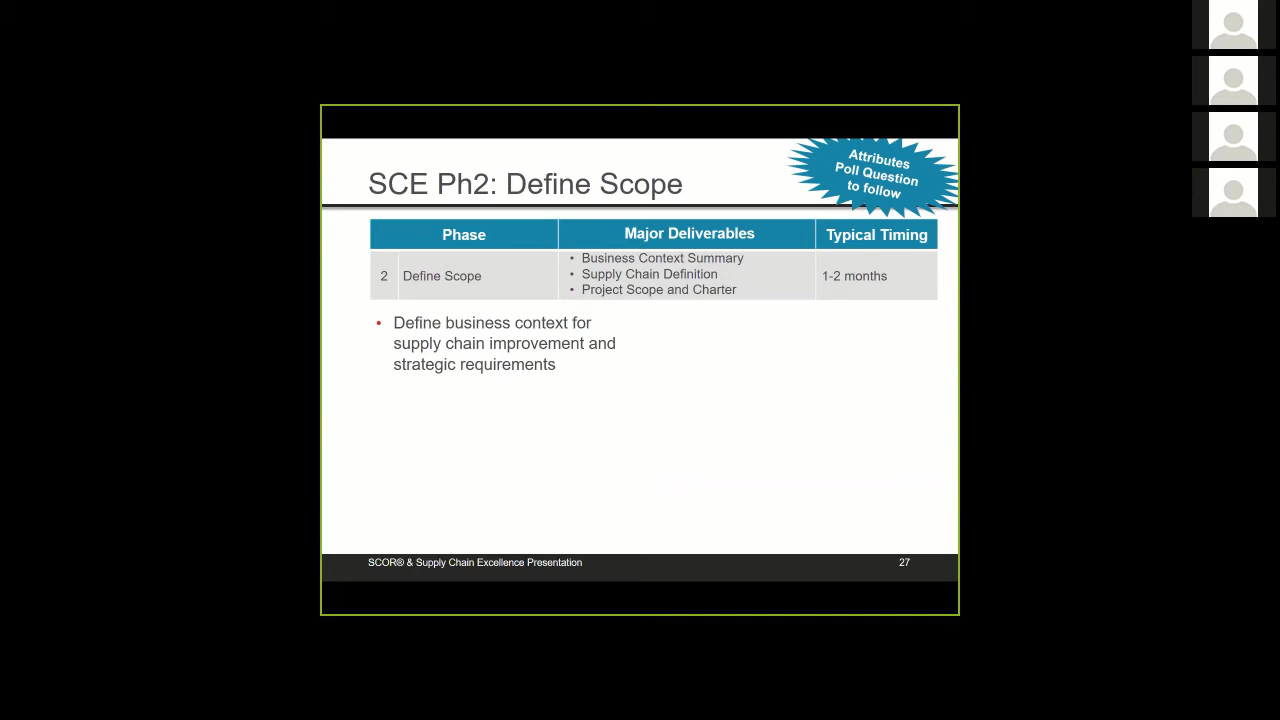 Attributes
Poll Question
to follow
SCE Ph2: Define Scope
Phase Major Deliverables Typical Timing
2 Define Scope
• Business Context Summary
• Supply Chain Definition
• Project Scope and Charter
1-2 months
• Define business context for
supply chain improvement and
strategic requirements
SCOR® & Supply Chain Excellence Presentation 27